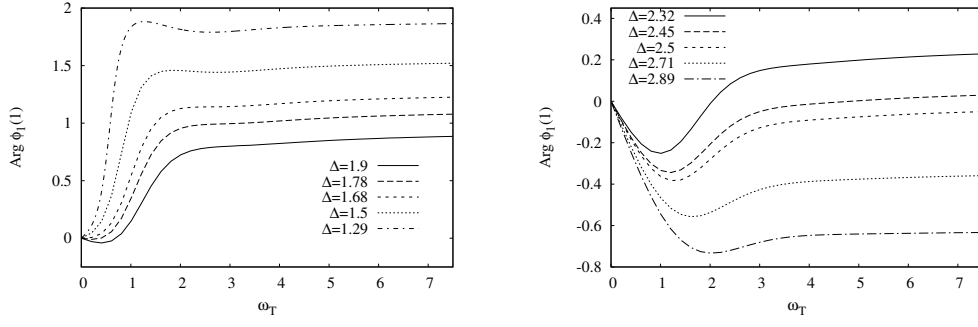 2
1.5
1
0.5
0
Arg ϕ₁(1)
Δ=1.9
Δ=1.78
Δ=1.68
Δ=1.5
Δ=1.29
0 1 2 3 4 5 6 7
ω_T
0.4
0.2
0
-0.2
-0.4
-0.6
-0.8
Arg ϕ₁(1)
Δ=2.32
Δ=2.45
Δ=2.5
Δ=2.71
Δ=2.89
0 1 2 3 4 5 6 7
ω_T